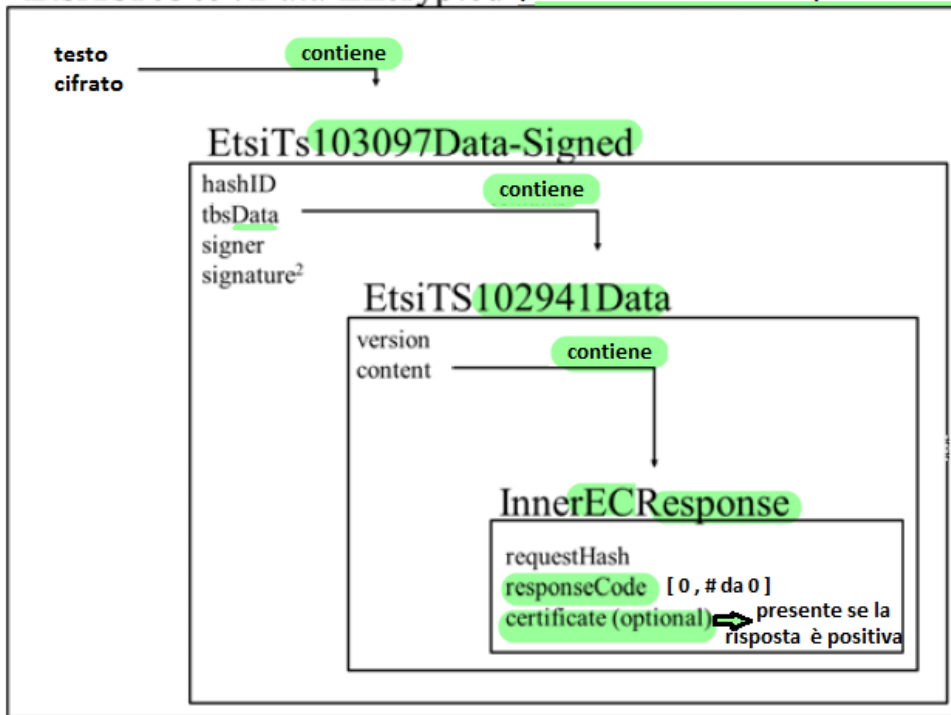 testo
cifrato
contiene
EtsiTs103097Data-Signed
hashID
tbsData
contiene
signer
signature²
EtsiTS102941Data
version
content
contiene
InnerECResponse
requestHash
responseCode [ 0 , # da 0 ]
certificate (optional) presente se la
risposta è positiva